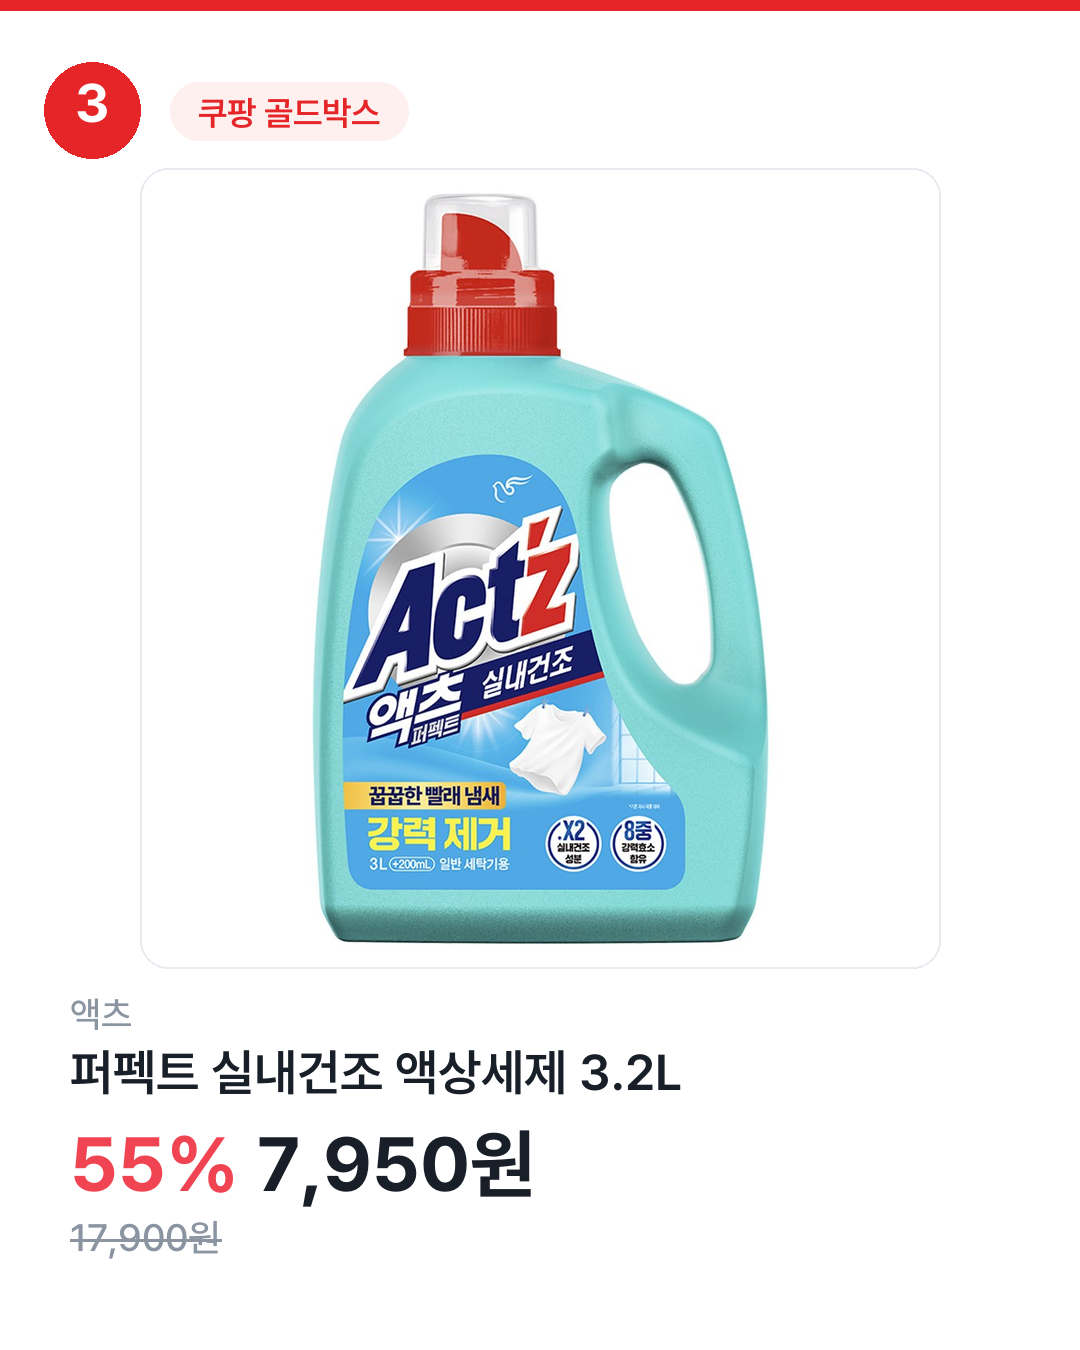 3
쿠팡 골드박스
Act'z
액츠
퍼펙트
실내건조
꿉꿉한 빨래 냄새
강력 제거
3L +200mL 일반 세탁기용
X2
실내건조
성분
8중
강력효소
함유
액츠
퍼펙트 실내건조 액상세제 3.2L
55% 7,950원
17,900원